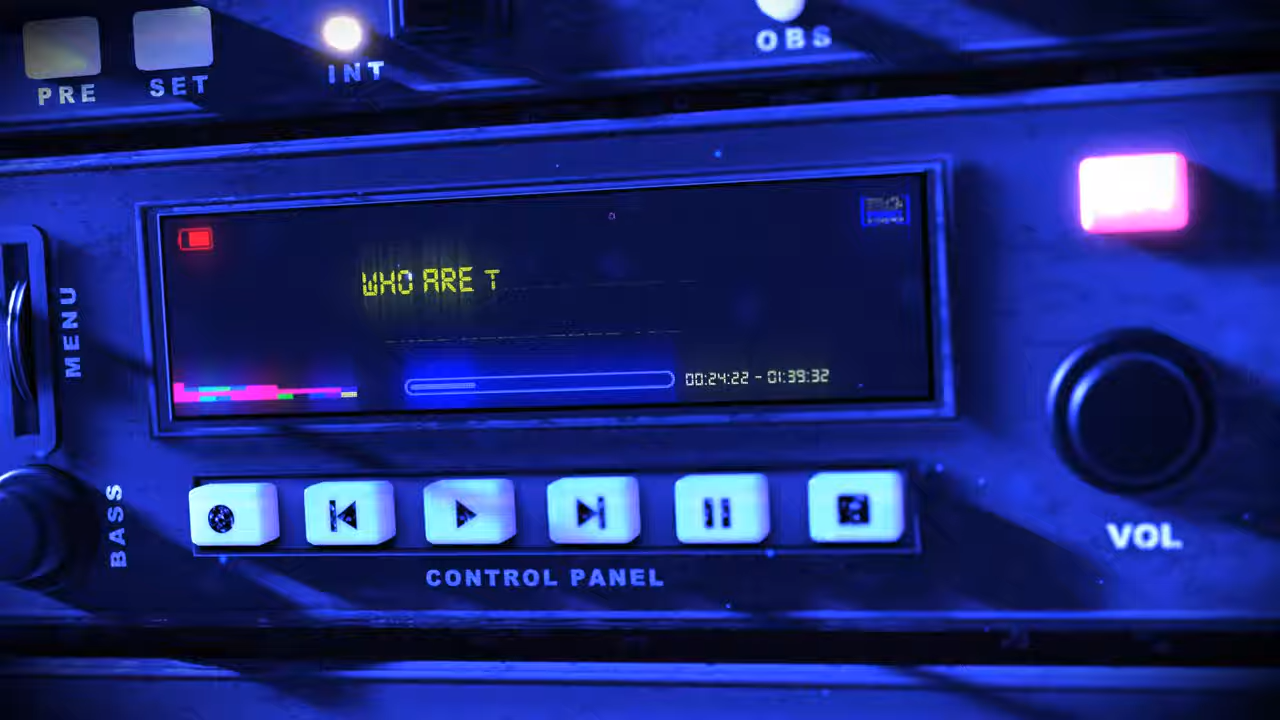 PRE
SET
INT
OBS
WHO ARE T
00:24:22 - 01:39:32
MENU
BASS
CONTROL PANEL
VOL